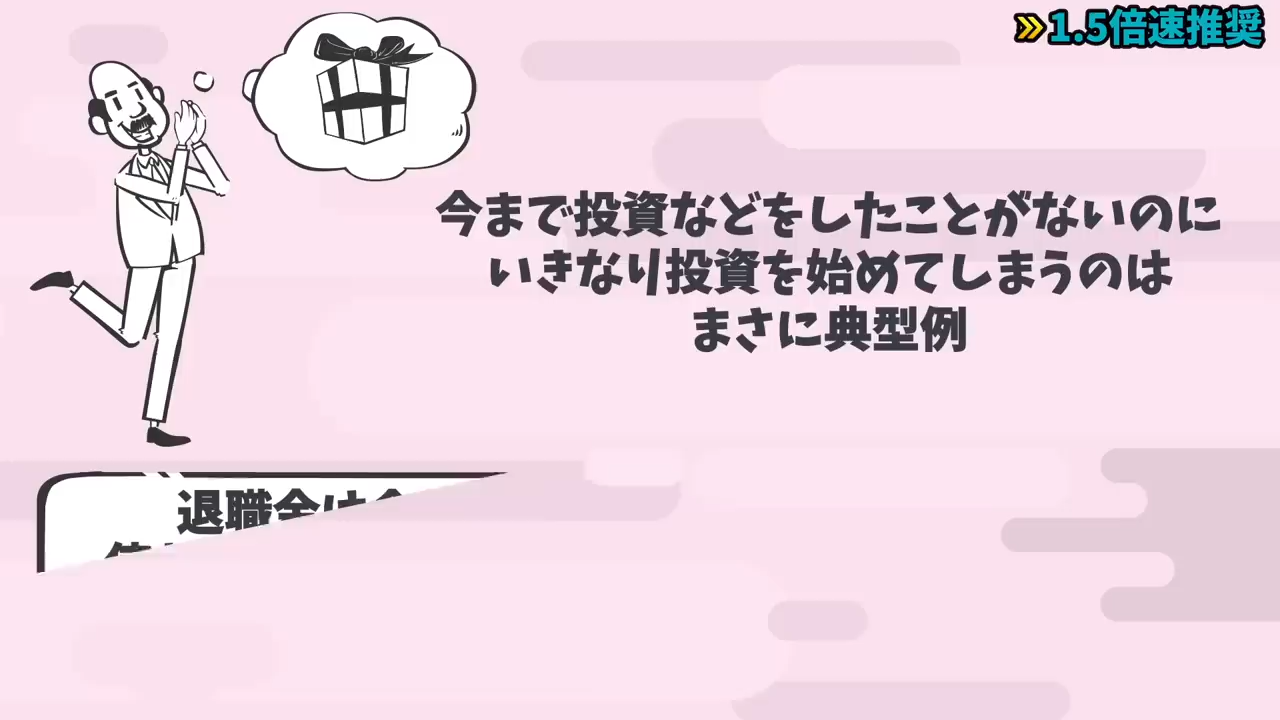 1.5倍速推奨
今まで投資などをしたことがないのに
いきなり投資を始めてしまうのは
まさに典型例
退職金は